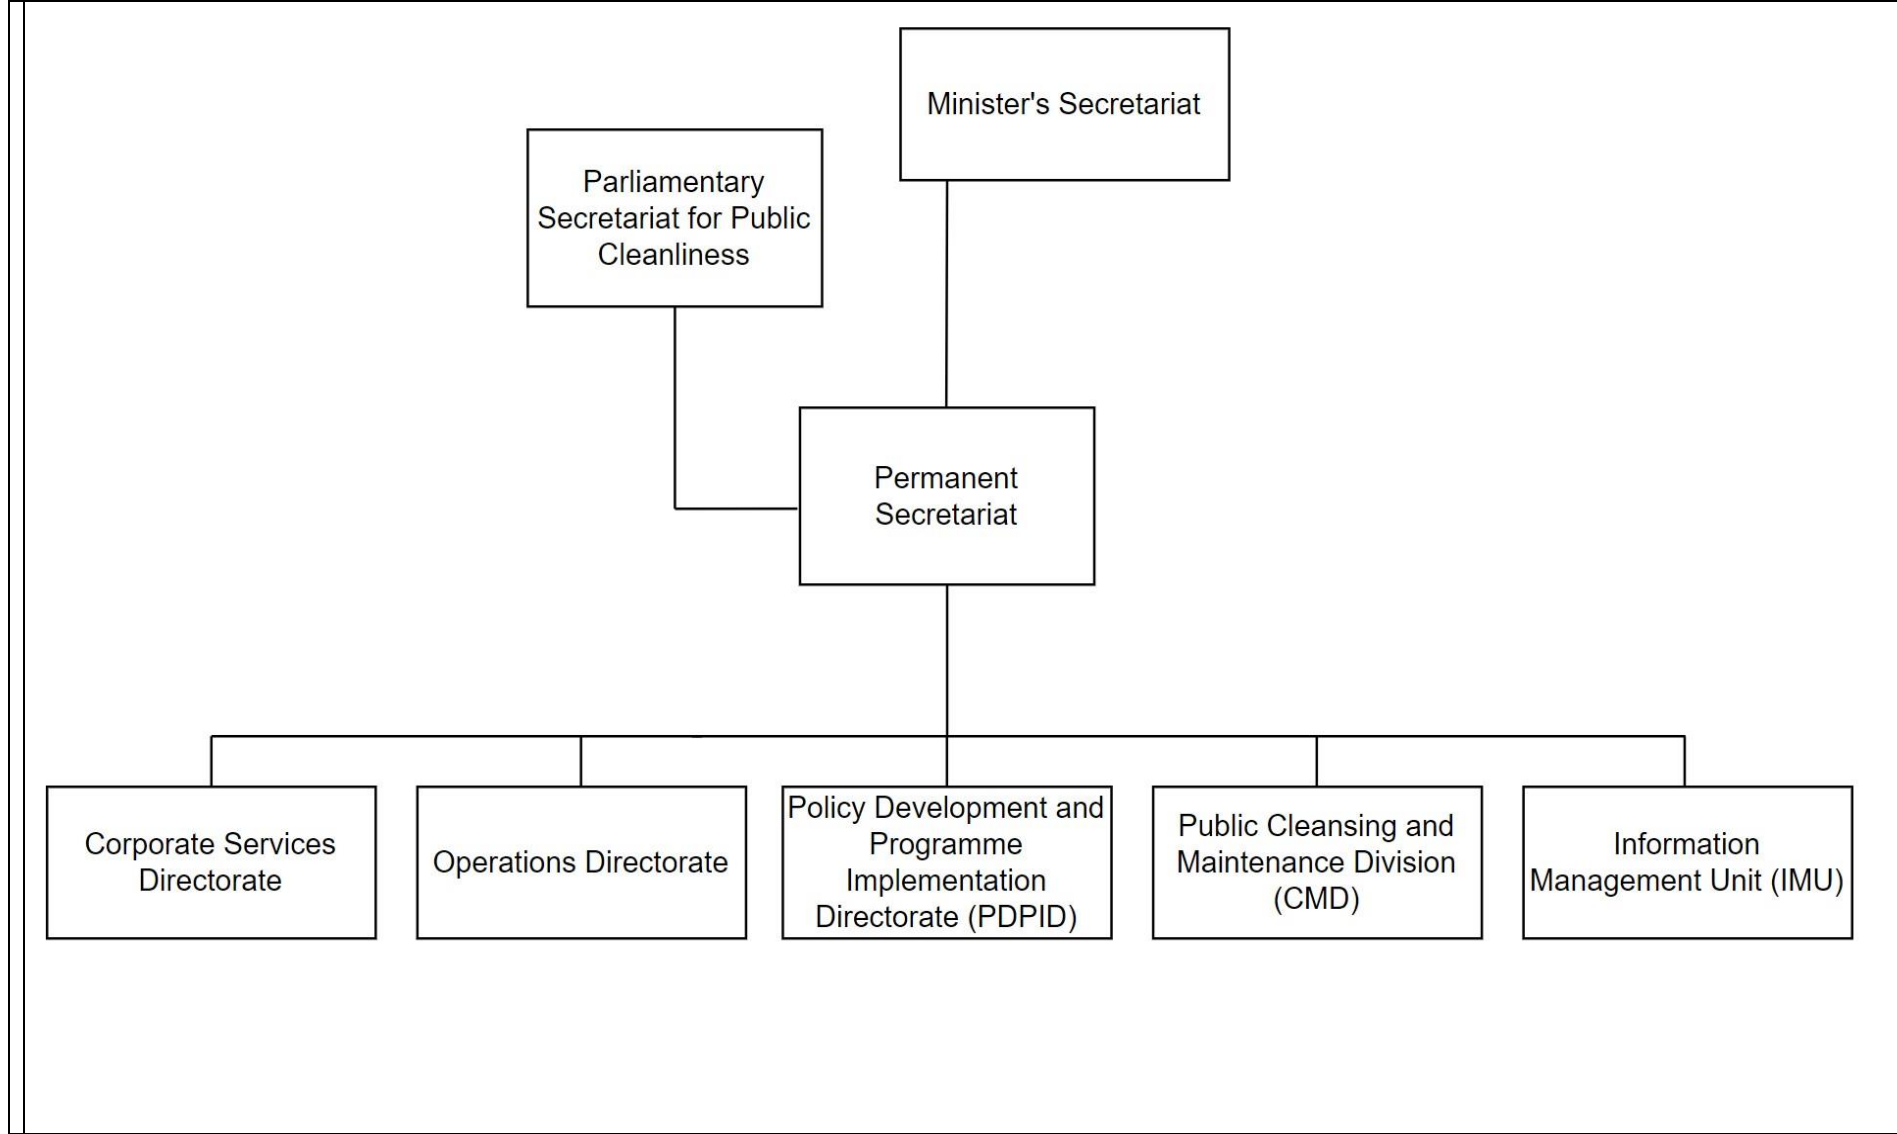 Minister's Secretariat
Parliamentary
Secretariat for Public
Cleanliness
Permanent
Secretariat
Corporate Services
Directorate
Operations Directorate
Policy Development and
Programme
Implementation
Directorate (PDPID)
Public Cleansing and
Maintenance Division
(CMD)
Information
Management Unit (IMU)